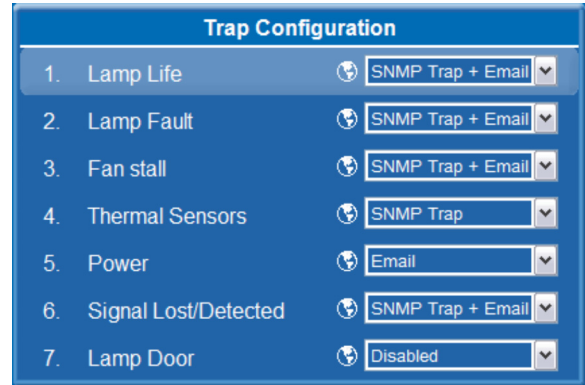 Trap Configuration
1. Lamp Life SNMP Trap + Email
2. Lamp Fault SNMP Trap + Email
3. Fan stall SNMP Trap + Email
4. Thermal Sensors SNMP Trap
5. Power Email
6. Signal Lost/Detected SNMP Trap + Email
7. Lamp Door Disabled